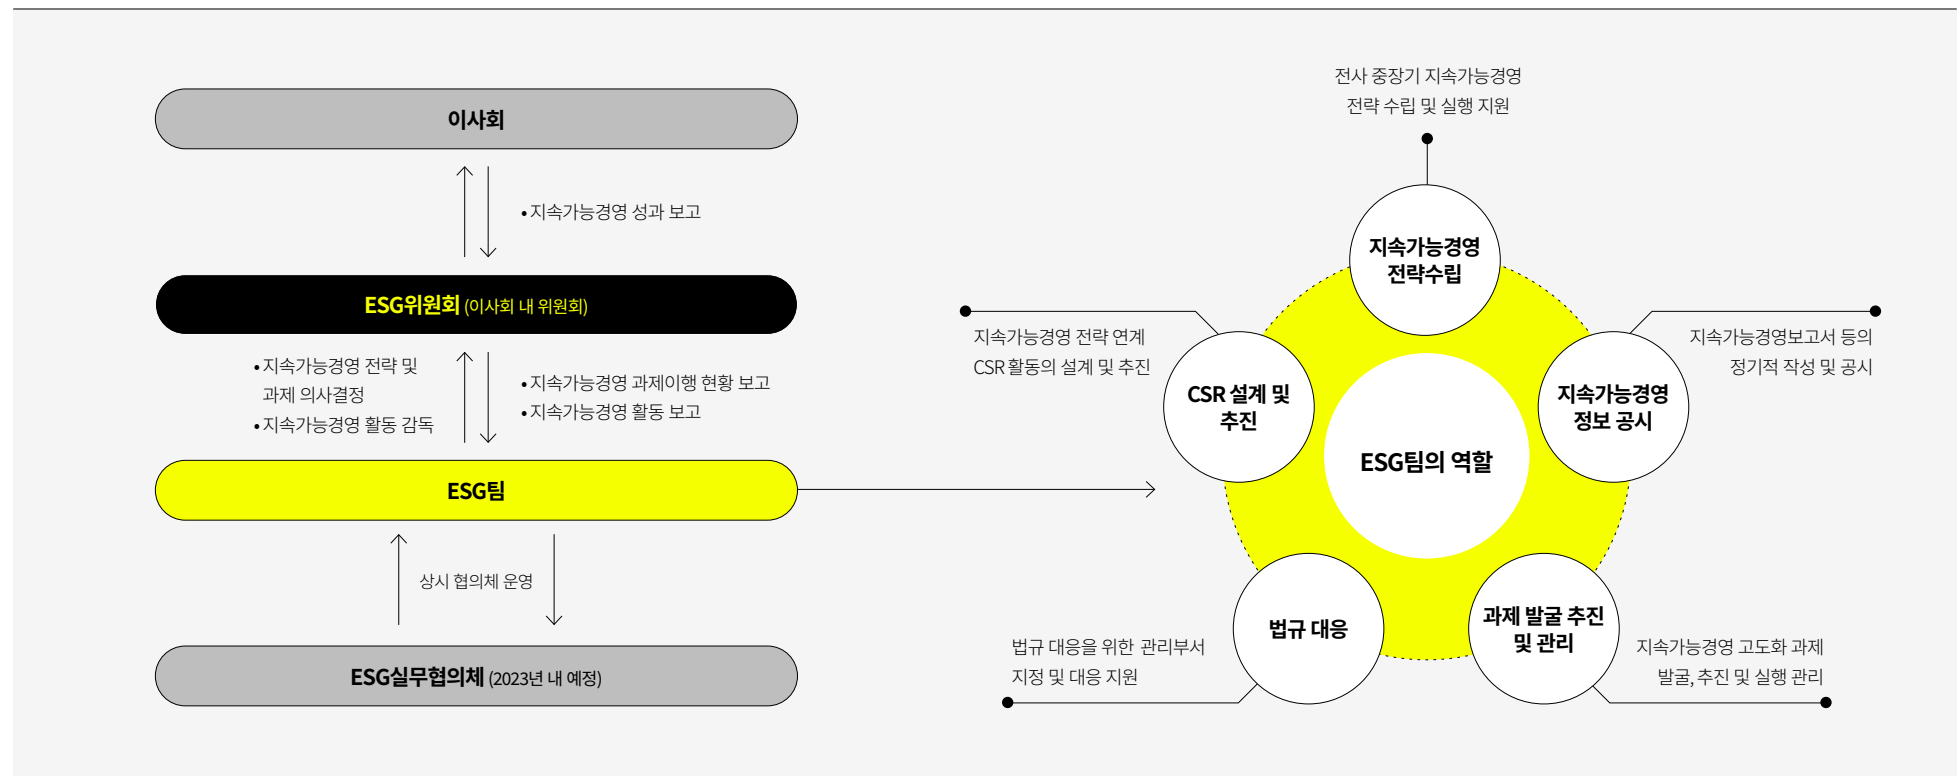 이사회
• 지속가능경영 성과 보고
ESG위원회 (이사회 내 위원회)
• 지속가능경영 전략 및
과제 의사결정
• 지속가능경영 활동 감독
• 지속가능경영 과제이행 현황 보고
• 지속가능경영 활동 보고
ESG팀
상시 협의체 운영
ESG실무협의체 (2023년 내 예정)
전사 중장기 지속가능경영
전략 수립 및 실행 지원
지속가능경영
전략수립
지속가능경영 전략 연계
CSR 활동의 설계 및 추진
CSR 설계 및
추진
지속가능경영보고서 등의
정기적 작성 및 공시
지속가능경영
정보 공시
ESG팀의 역할
법규 대응
법규 대응을 위한 관리부서
지정 및 대응 지원
과제 발굴 추진
및 관리
지속가능경영 고도화 과제
발굴, 추진 및 실행 관리